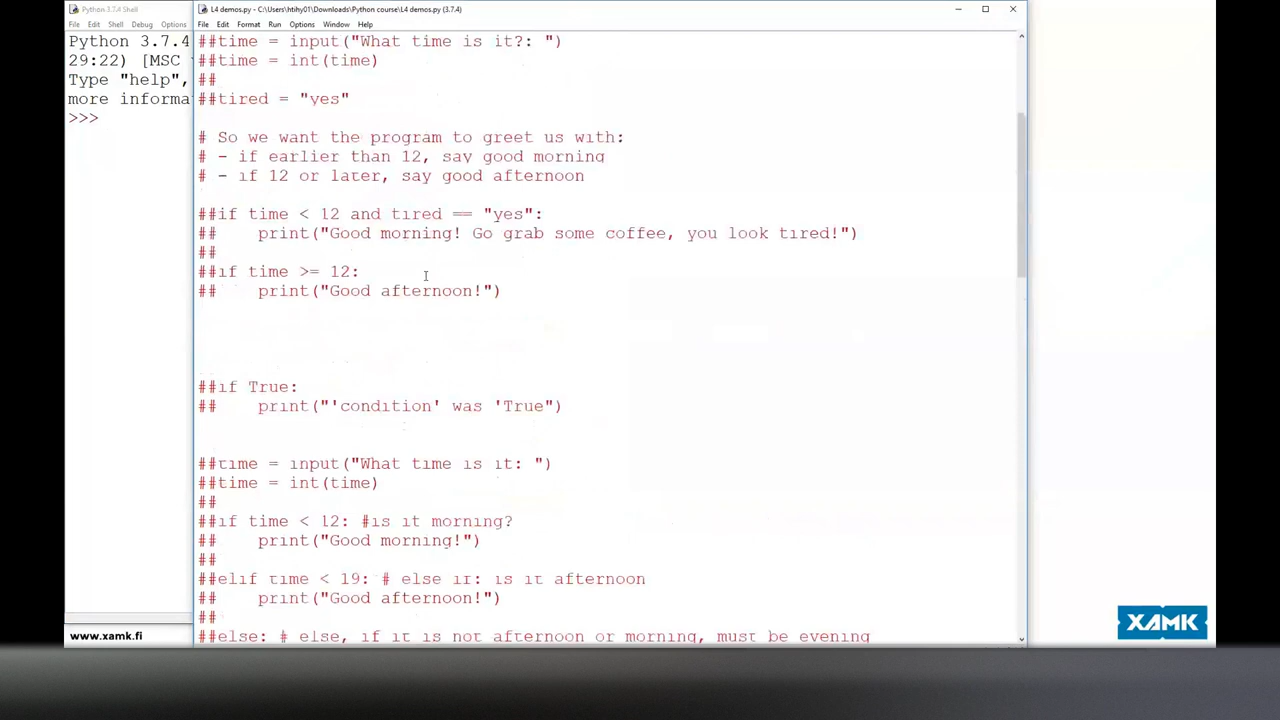 Python 3.7.4 Shell
File Edit Shell Debug Options
Python 3.7.4
29:22) [MSC
Type "help",
more informa
>>>
L4 demos.py - C:\Users\htihy01\Downloads\Python course\L4 demos.py (3.7.4)
File Edit Format Run Options Window Help
##time = input("What time is it?: ")
##time = int(time)
##
##tired = "yes"
# So we want the program to greet us with:
# - if earlier than 12, say good morning
# - if 12 or later, say good afternoon
##if time < 12 and tired == "yes":
##    print("Good morning! Go grab some coffee, you look tired!")
##
##if time >= 12:
##    print("Good afternoon!")
##if True:
##    print("'condition' was 'True")
##time = input("What time is it: ")
##time = int(time)
##
##if time < 12: #is it morning?
##    print("Good morning!")
##
##elif time < 19: # else if: is it afternoon
##    print("Good afternoon!")
##
##else: # else, if it is not afternoon or morning, must be evening
www.xamk.fi
XAMK